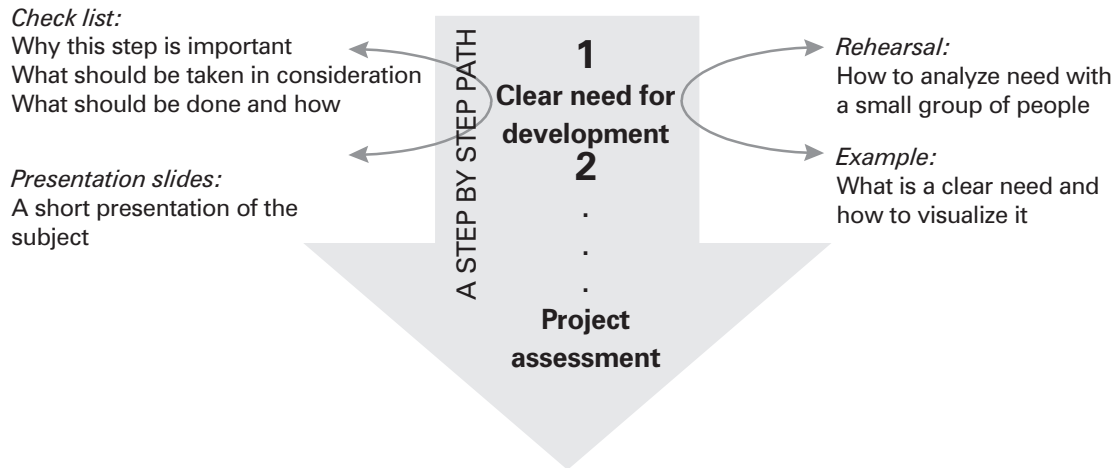 Check list:
Why this step is important
What should be taken in consideration
What should be done and how
Presentation slides:
A short presentation of the
subject
A STEP BY STEP PATH
1
Clear need for
development
2
.
.
.
Project
assessment
Rehearsal:
How to analyze need with
a small group of people
Example:
What is a clear need and
how to visualize it